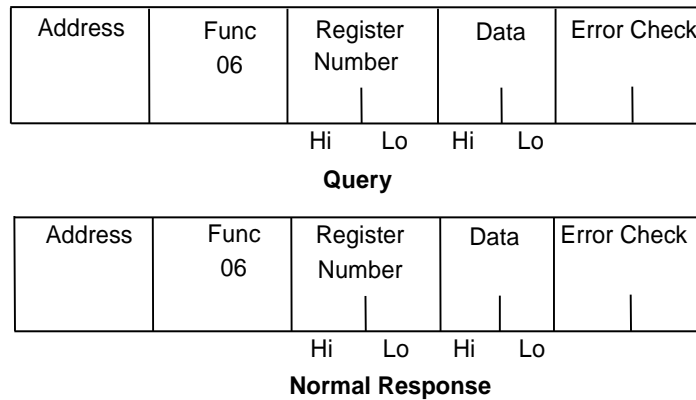 Address Func Register Data Error Check
06 Number
Hi Lo Hi Lo
Query
Address Func Register Data Error Check
06 Number
Hi Lo Hi Lo
Normal Response